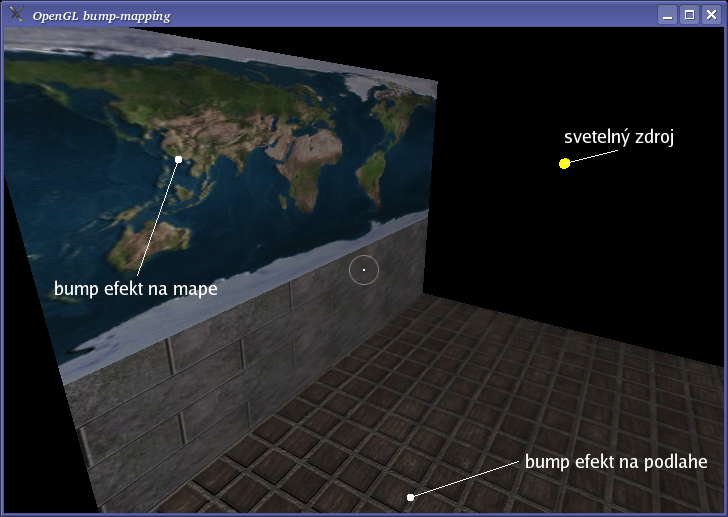 OpenGL bump-mapping
svetelný zdroj
bump efekt na mape
bump efekt na podlahe